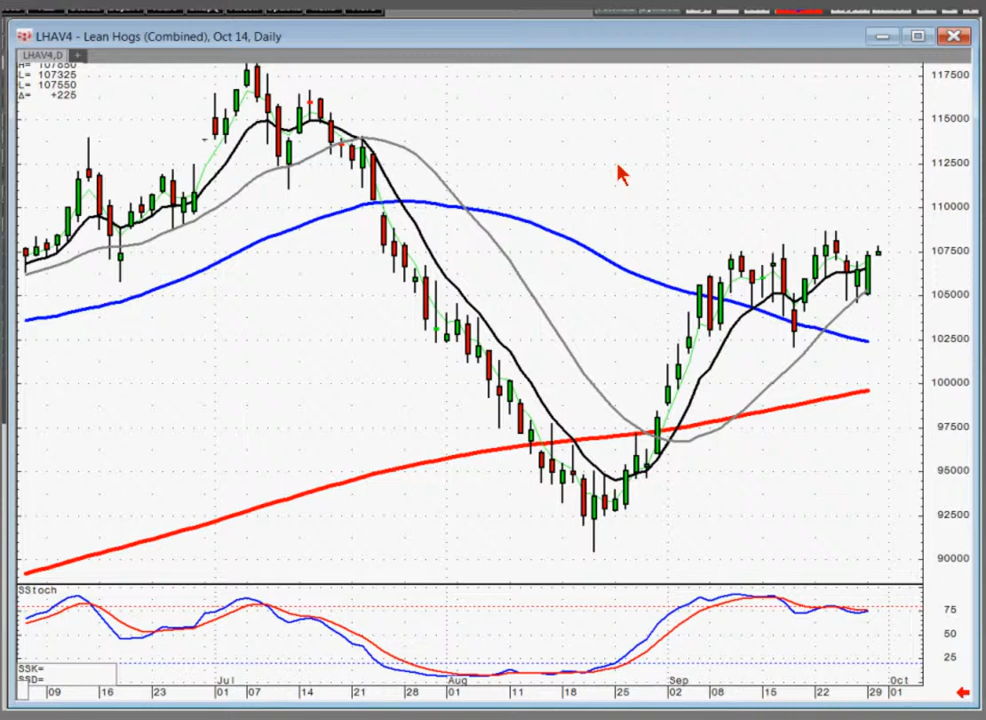 LHAV4 - Lean Hogs (Combined), Oct 14, Daily
LHAV4,D +
H= 107850
L= 107325
L= 107550
Δ= +225
117500
115000
112500
110000
107500
105000
102500
100000
97500
95000
92500
90000
SStoch
75
50
25
SSK=
SSD=
Jul Aug Sep Oct
09 16 23 01 07 14 21 28 01 11 18 25 02 08 15 22 29 01